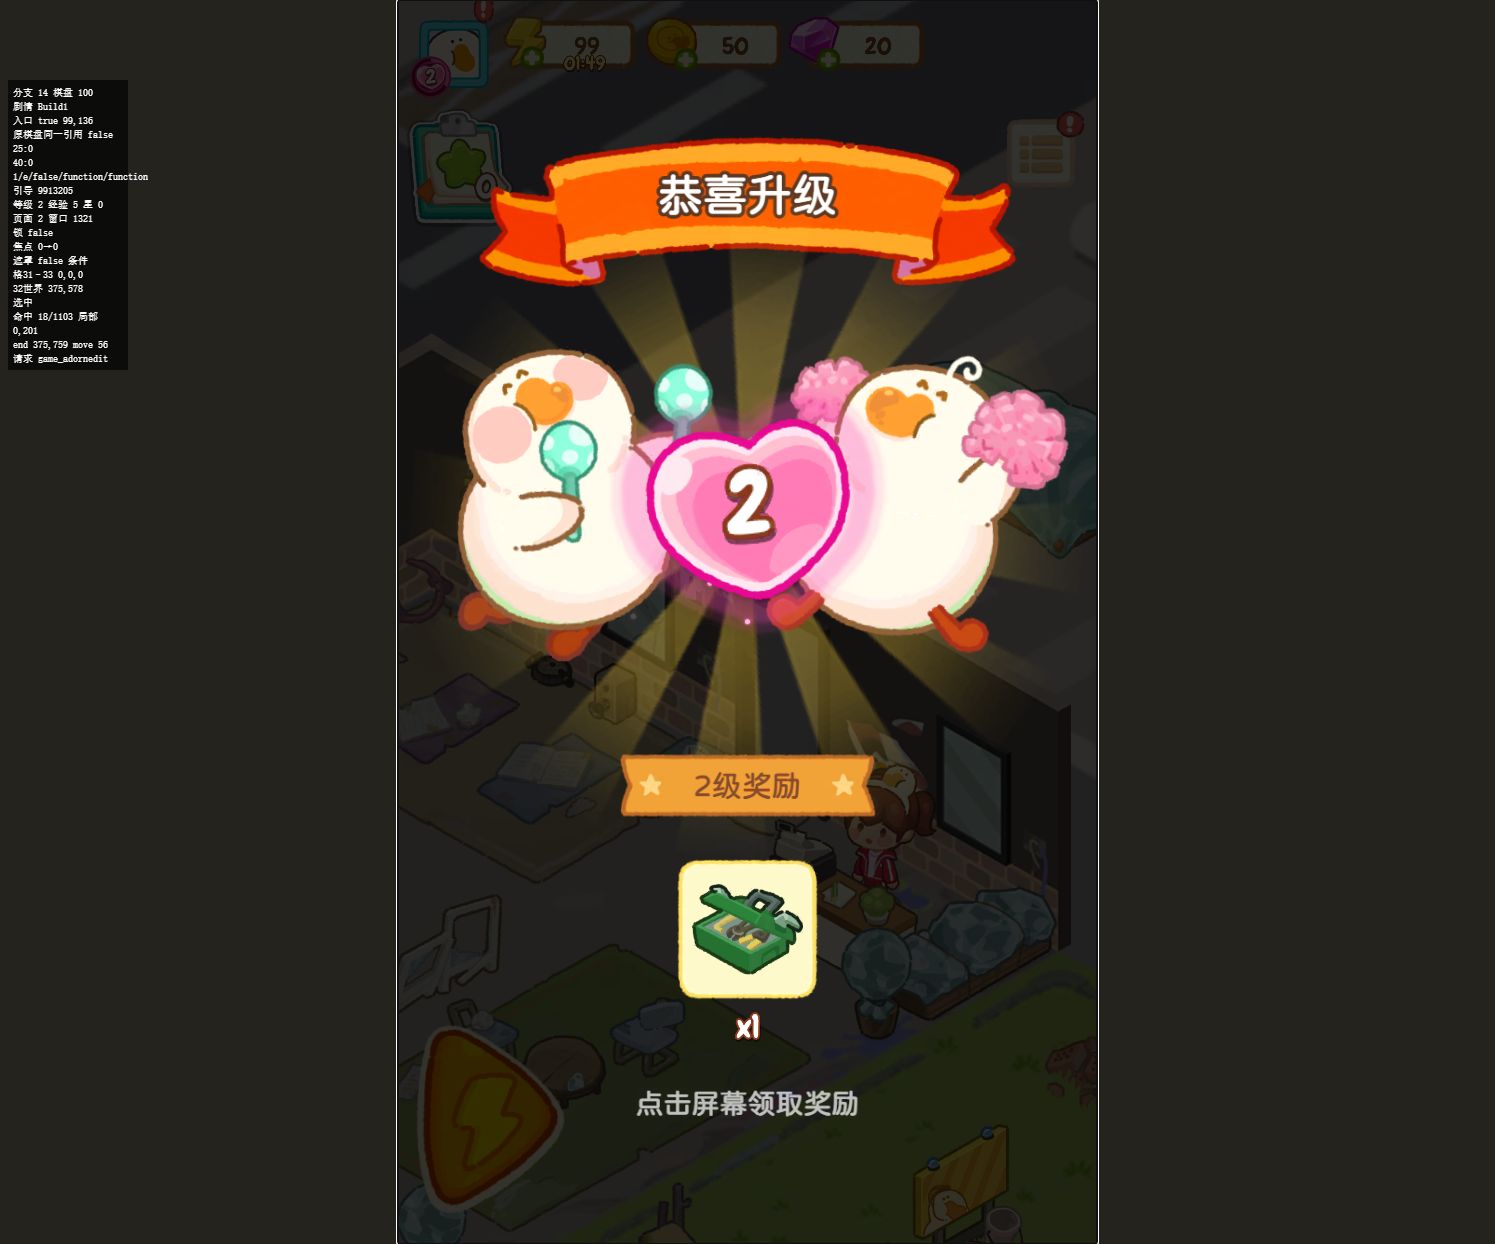 分支 14 棋盘 100
剧情 Build1
入口 true 99,136
原棋盘同一引用 false
25:0
40:0
1/e/false/function/function
引导 9913205
等级 2 经验 5 星 0
页面 2 窗口 1321
锁 false
焦点 0→0
遮罩 false 条件
格31-33 0,0,0
32世界 375,578
选中
命中 18/1103 局部
0,201
end 375,759 move 56
请求 game_adornedit
99
01:49
50
20
2
0
恭喜升级
2
2级奖励
x1
点击屏幕领取奖励